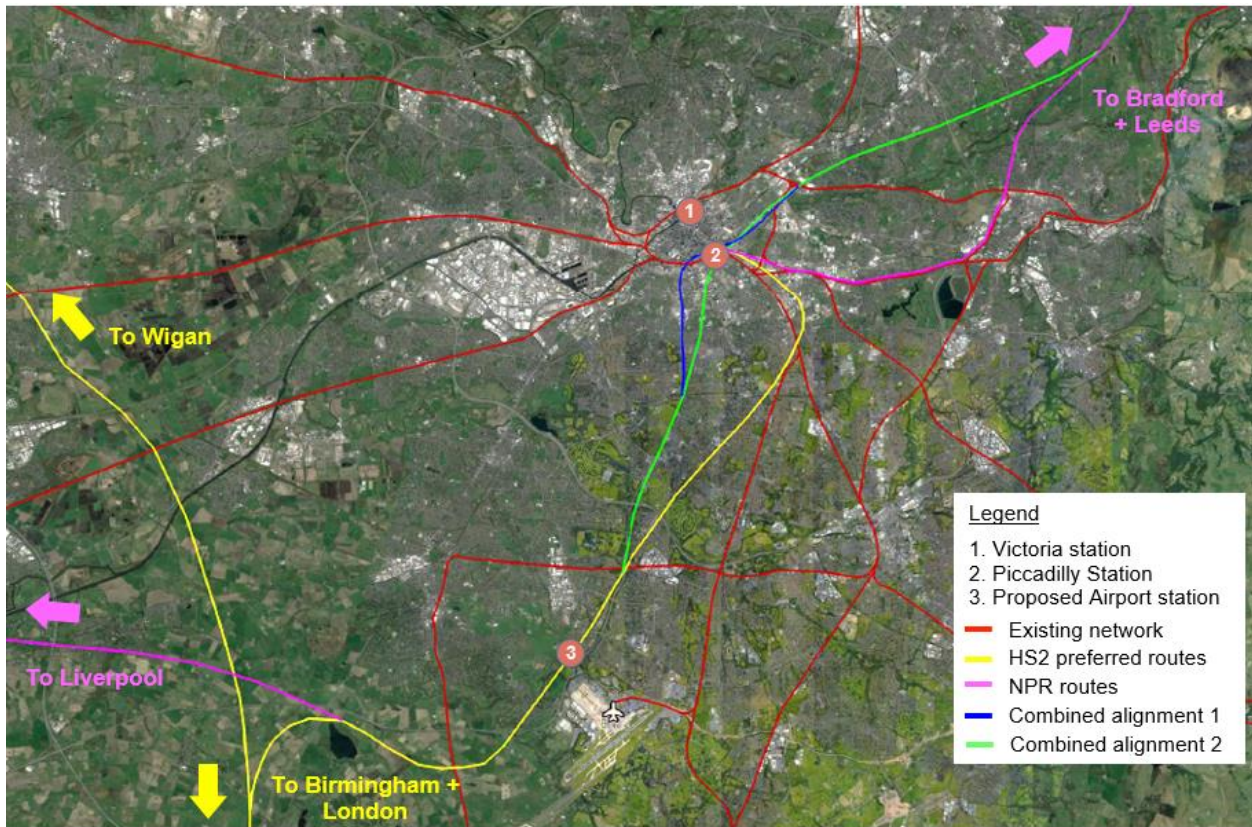 1
2
3
To Bradford
+ Leeds
To Wigan
To Liverpool
To Birmingham +
London
Legend
1. Victoria station
2. Piccadilly Station
3. Proposed Airport station
Existing network
HS2 preferred routes
NPR routes
Combined alignment 1
Combined alignment 2